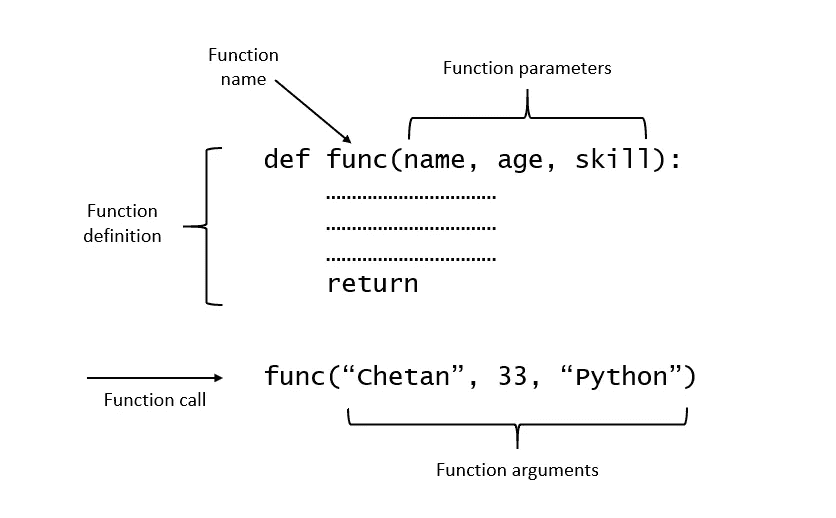 Function
name
Function parameters
def func(name, age, skill):
Function
definition
return
func(“Chetan”, 33, “Python”)
Function call
Function arguments